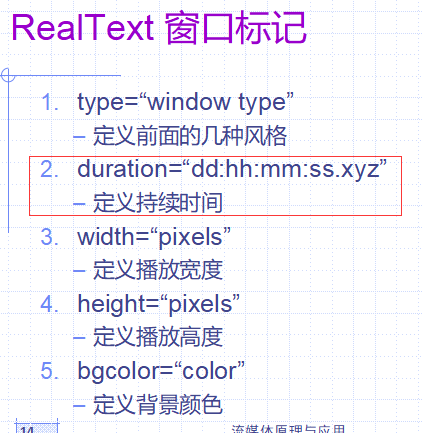 RealText 窗口标记
1. type=“window type”
– 定义前面的几种风格
2. duration=“dd:hh:mm:ss.xyz”
– 定义持续时间
3. width=“pixels”
– 定义播放宽度
4. height=“pixels”
– 定义播放高度
5. bgcolor=“color”
– 定义背景颜色
14
流媒体原理与应用